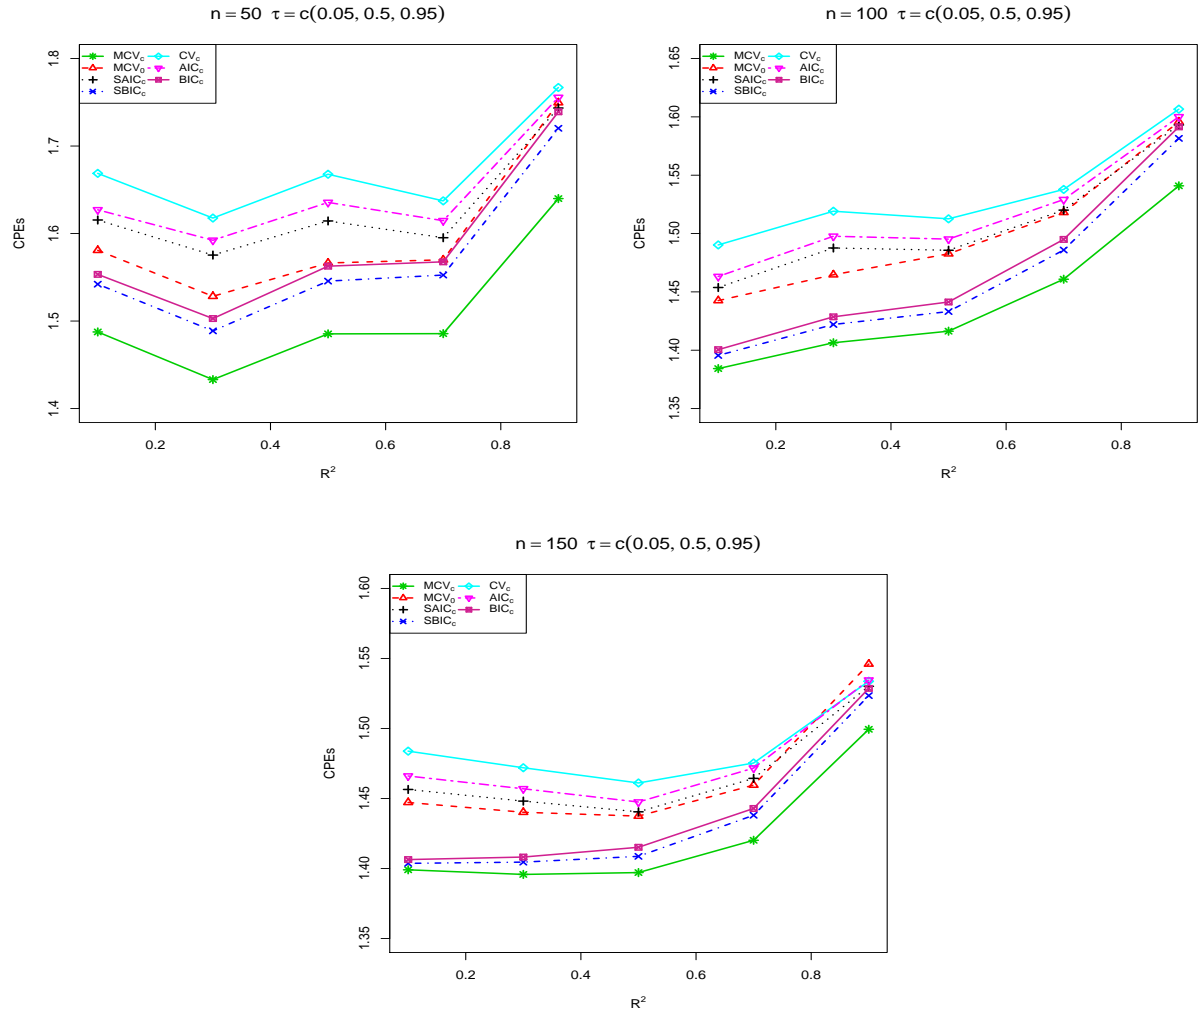 n = 50 τ = c(0.05, 0.5, 0.95)
MCVc CVc
MCV0 AICc
SAICc BICc
SBICc
CPEs
1.8
1.7
1.6
1.5
1.4
0.2 0.4 0.6 0.8
R²
n = 100 τ = c(0.05, 0.5, 0.95)
MCVc CVc
MCV0 AICc
SAICc BICc
SBICc
CPEs
1.65
1.60
1.55
1.50
1.45
1.40
1.35
0.2 0.4 0.6 0.8
R²
n = 150 τ = c(0.05, 0.5, 0.95)
MCVc CVc
MCV0 AICc
SAICc BICc
SBICc
CPEs
1.60
1.55
1.50
1.45
1.40
1.35
0.2 0.4 0.6 0.8
R²